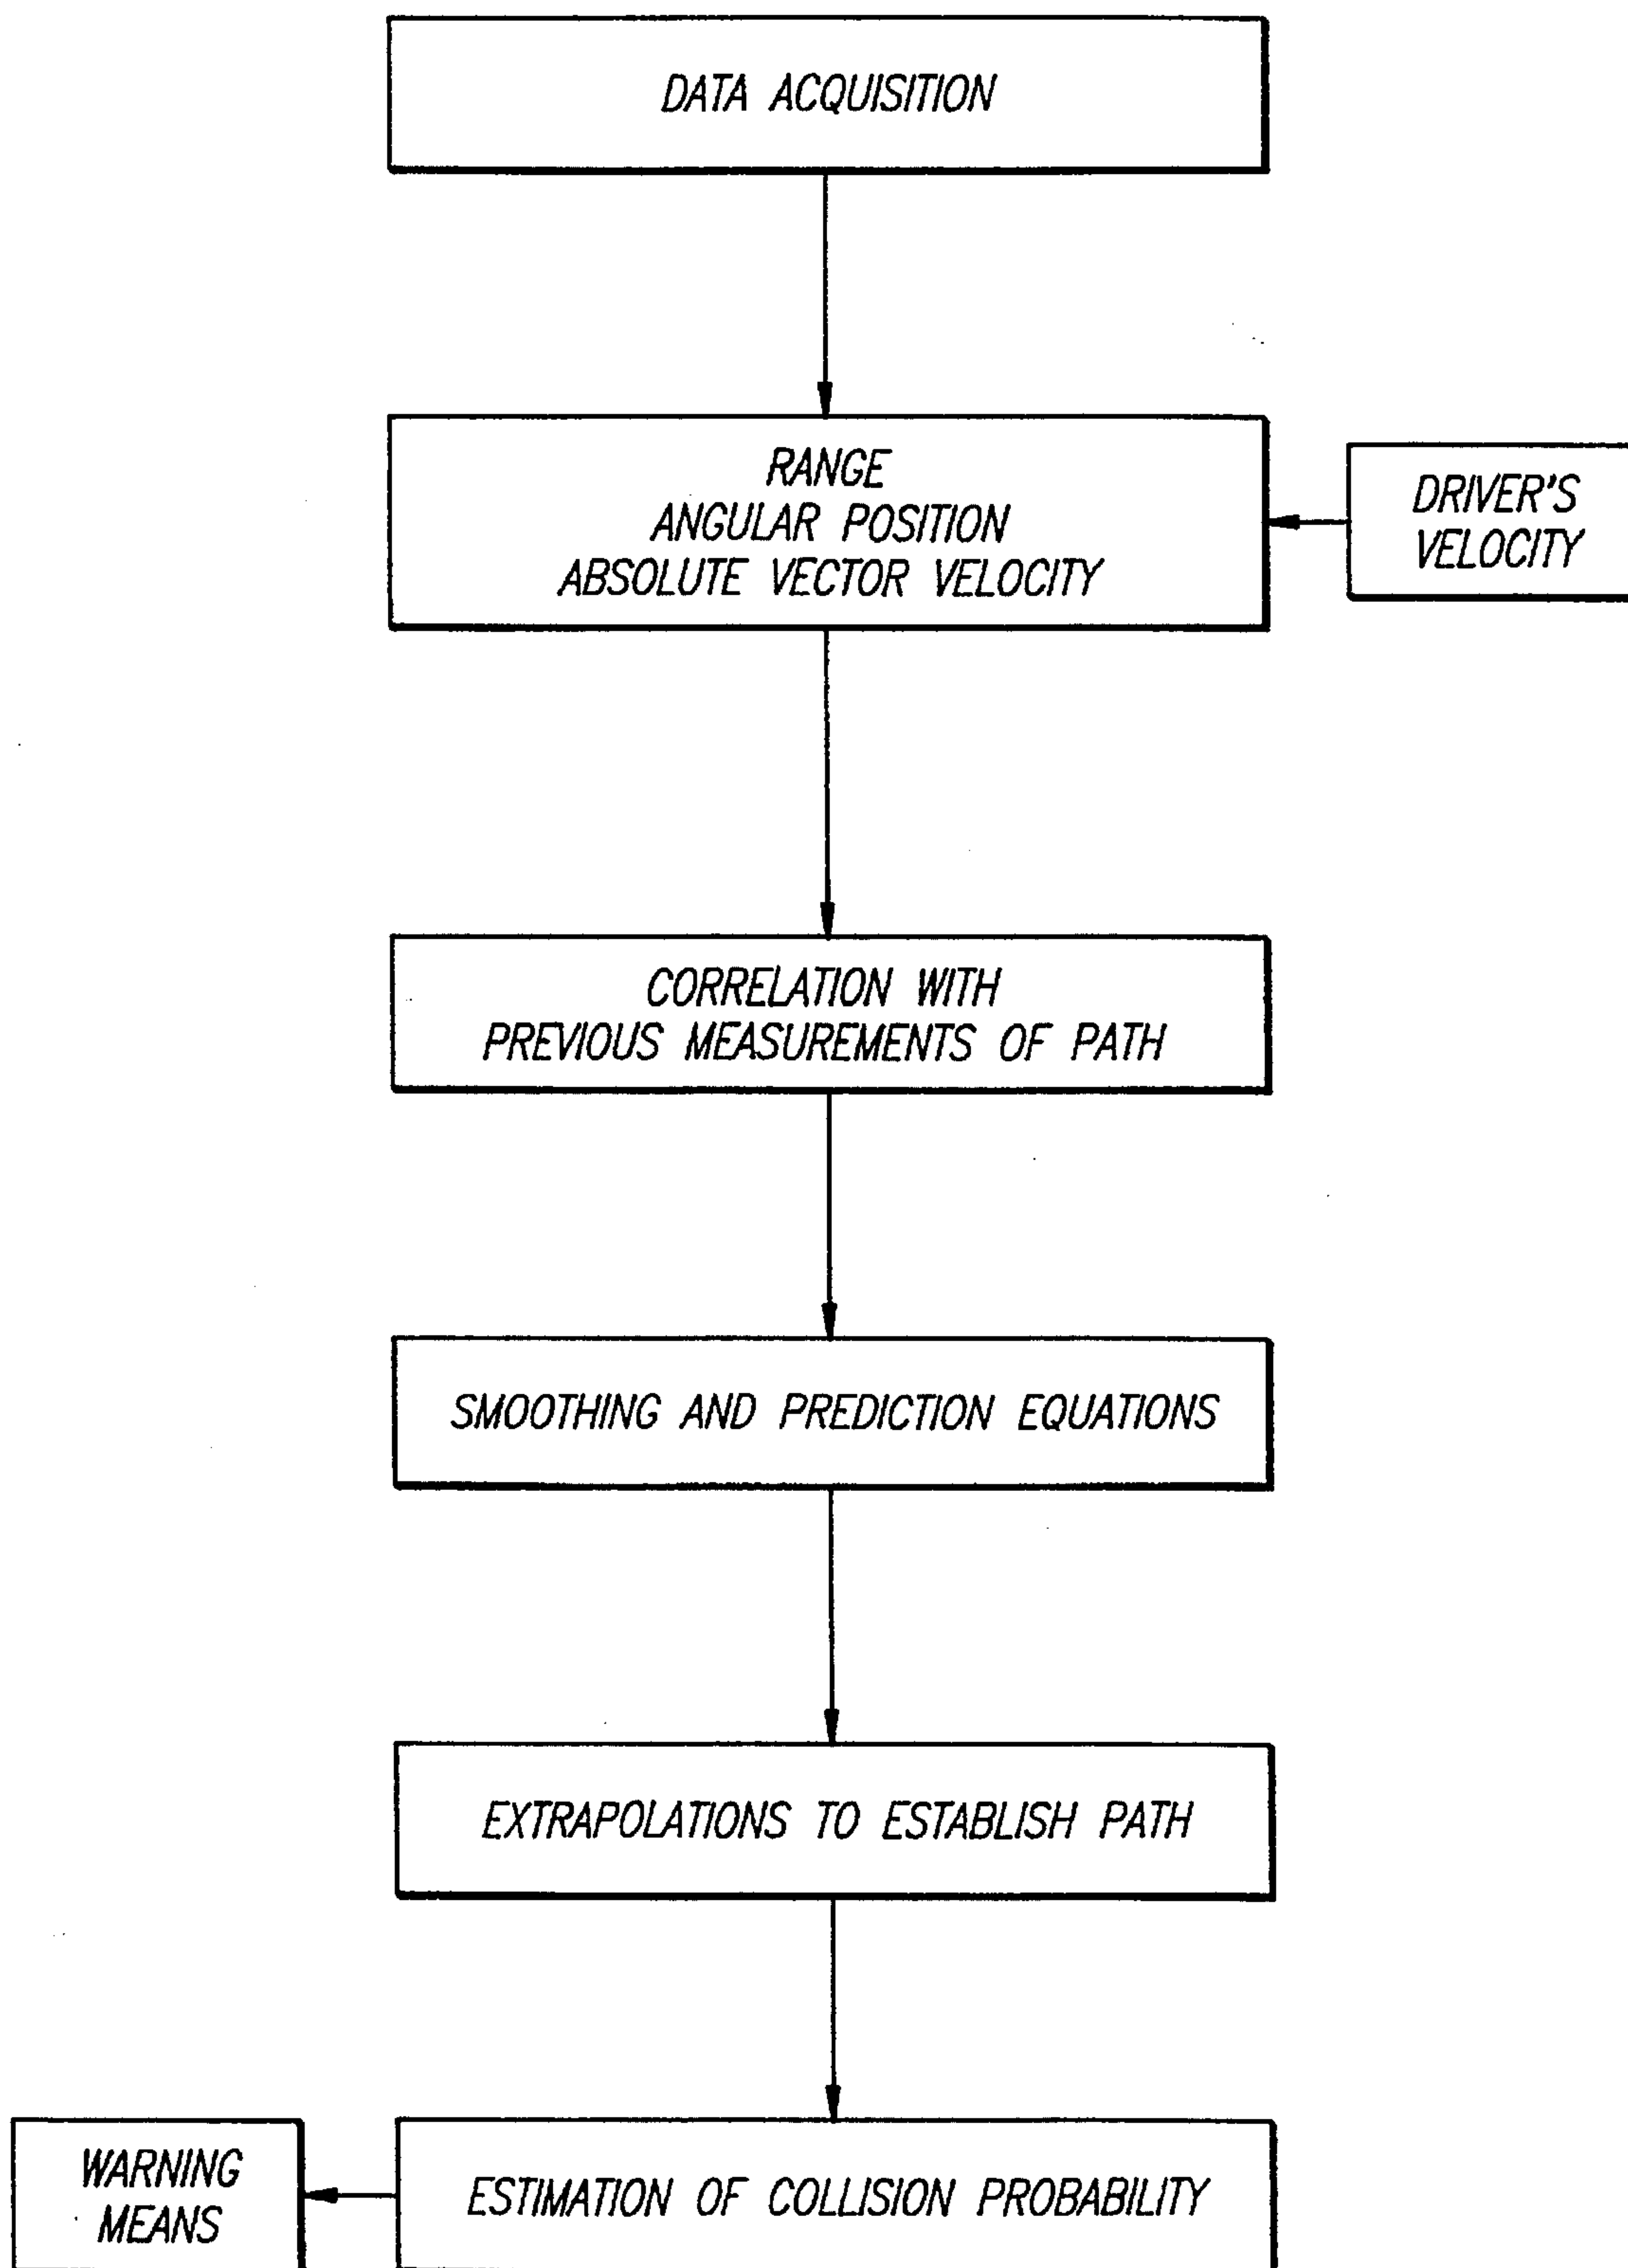 DATA ACQUISITION
RANGE
ANGULAR POSITION
ABSOLUTE VECTOR VELOCITY
DRIVER'S
VELOCITY
CORRELATION WITH
PREVIOUS MEASUREMENTS OF PATH
SMOOTHING AND PREDICTION EQUATIONS
EXTRAPOLATIONS TO ESTABLISH PATH
WARNING
MEANS
ESTIMATION OF COLLISION PROBABILITY